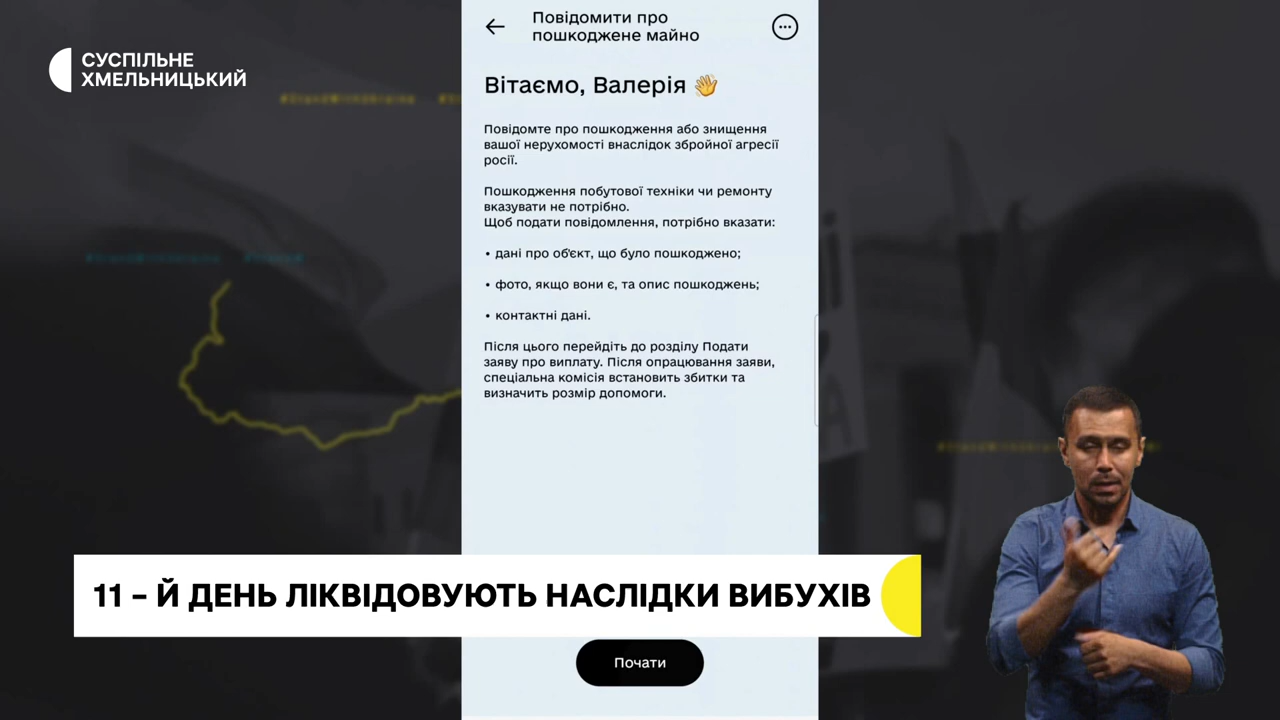 СУСПІЛЬНЕ
ХМЕЛЬНИЦЬКИЙ
Повідомити про
пошкоджене майно
Вітаємо, Валерія 👋
Повідомте про пошкодження або знищення
вашої нерухомості внаслідок збройної агресії
росії.
Пошкодження побутової техніки чи ремонту
вказувати не потрібно.
Щоб подати повідомлення, потрібно вказати:
• дані про об'єкт, що було пошкоджено;
• фото, якщо вони є, та опис пошкоджень;
• контактні дані.
Після цього перейдіть до розділу Подати
заяву про виплату. Після опрацювання заяви,
спеціальна комісія встановить збитки та
визначить розмір допомоги.
11 – Й ДЕНЬ ЛІКВІДОВУЮТЬ НАСЛІДКИ ВИБУХІВ
Почати